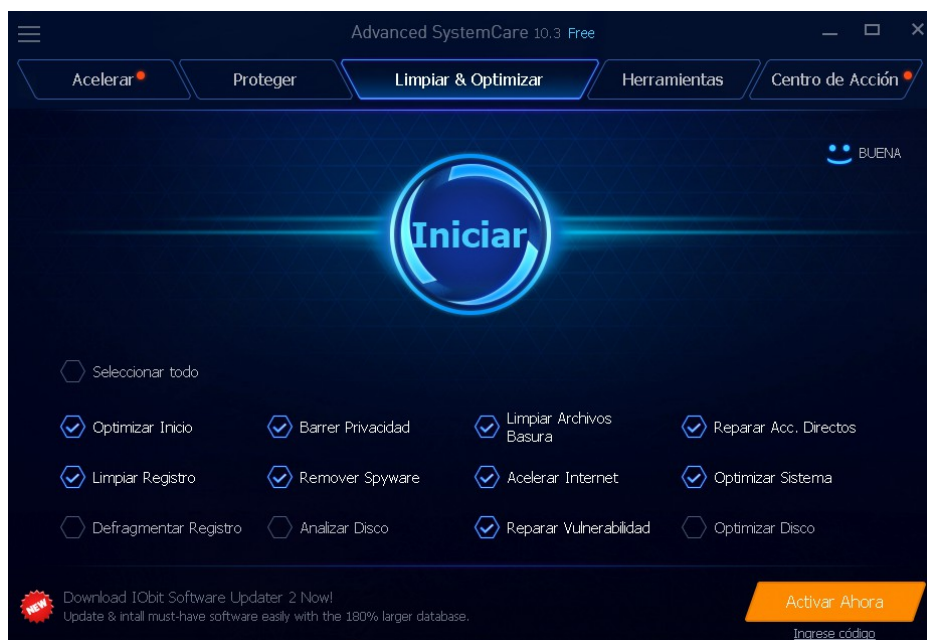 Advanced SystemCare 10.3 Free
Acelerar
Proteger
Limpiar & Optimizar
Herramientas
Centro de Acción
BUENA
Iniciar
Seleccionar todo
Optimizar Inicio
Barrer Privacidad
Limpiar Archivos
Basura
Reparar Acc. Directos
Limpiar Registro
Remover Spyware
Acelerar Internet
Optimizar Sistema
Defragmentar Registro
Analizar Disco
Reparar Vulnerabilidad
Optimizar Disco
NEW
Download IObit Software Updater 2 Now!
Update & intall must-have software easily with the 180% larger database.
Activar Ahora
Ingrese código